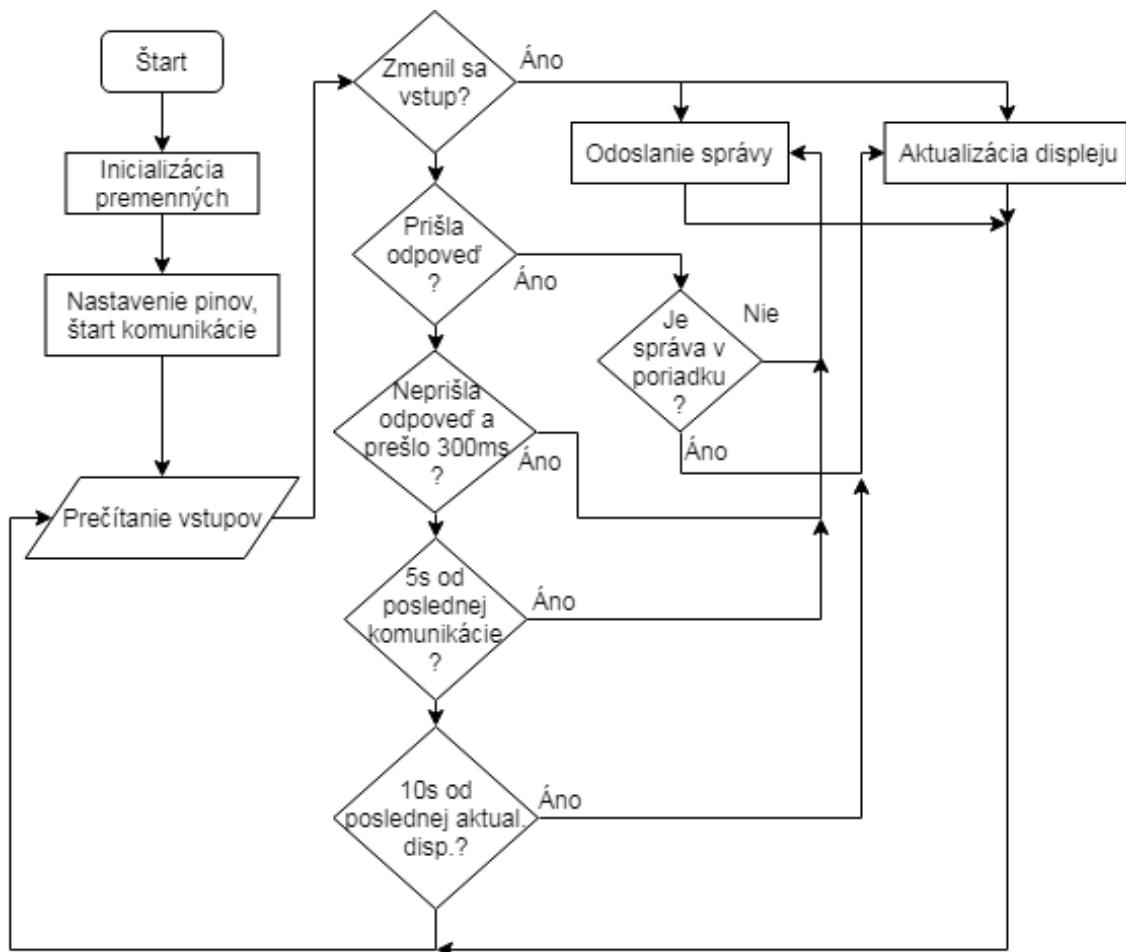 Štart
Inicializácia
premenných
Nastavenie pinov,
štart komunikácie
Prečítanie vstupov
Zmenil sa
vstup?
Áno
Odoslanie správy
Aktualizácia displeju
Prišla
odpoveď
?
Áno
Je
správa v
poriadku
?
Nie
Áno
Neprišla
odpoveď a
prešlo 300ms
?
Áno
5s od
poslednej
komunikácie
?
Áno
10s od
poslednej aktual.
disp.?
Áno